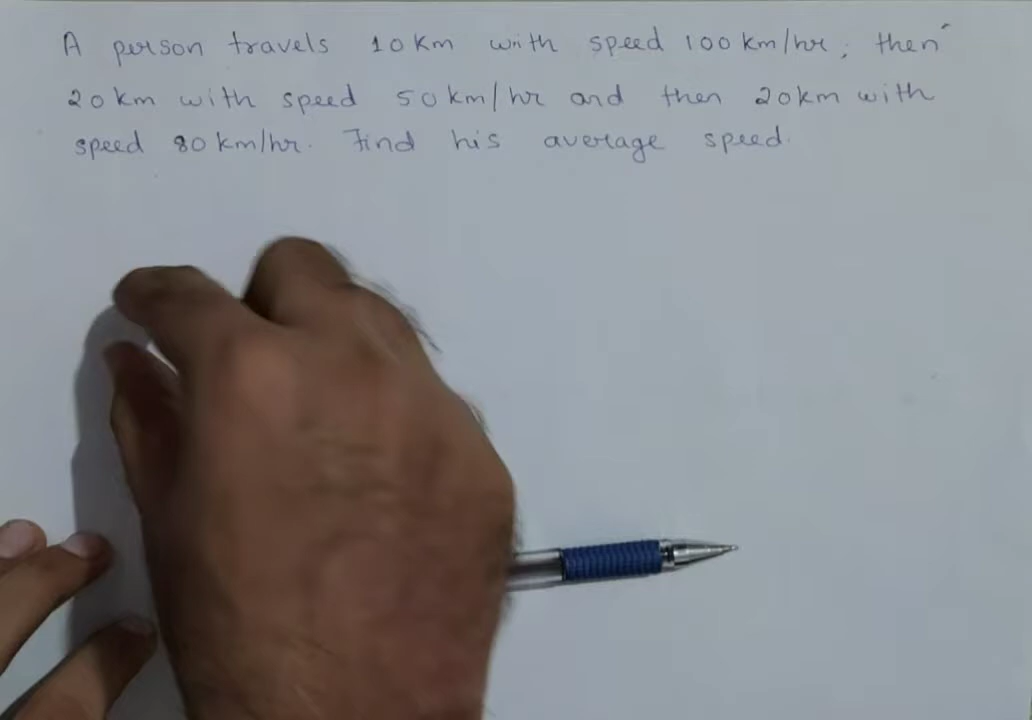 A person travels 10 km with speed 100 km/hr; then
20 km with speed 50 km/hr and then 20 km with
speed 80 km/hr. Find his average speed.